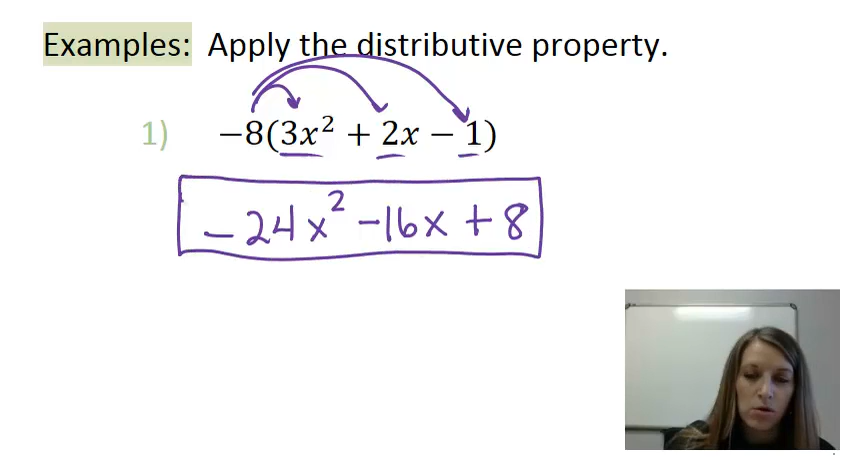 Examples: Apply the distributive property.
1) −8(3x² + 2x − 1)
− 24x² −16x + 8